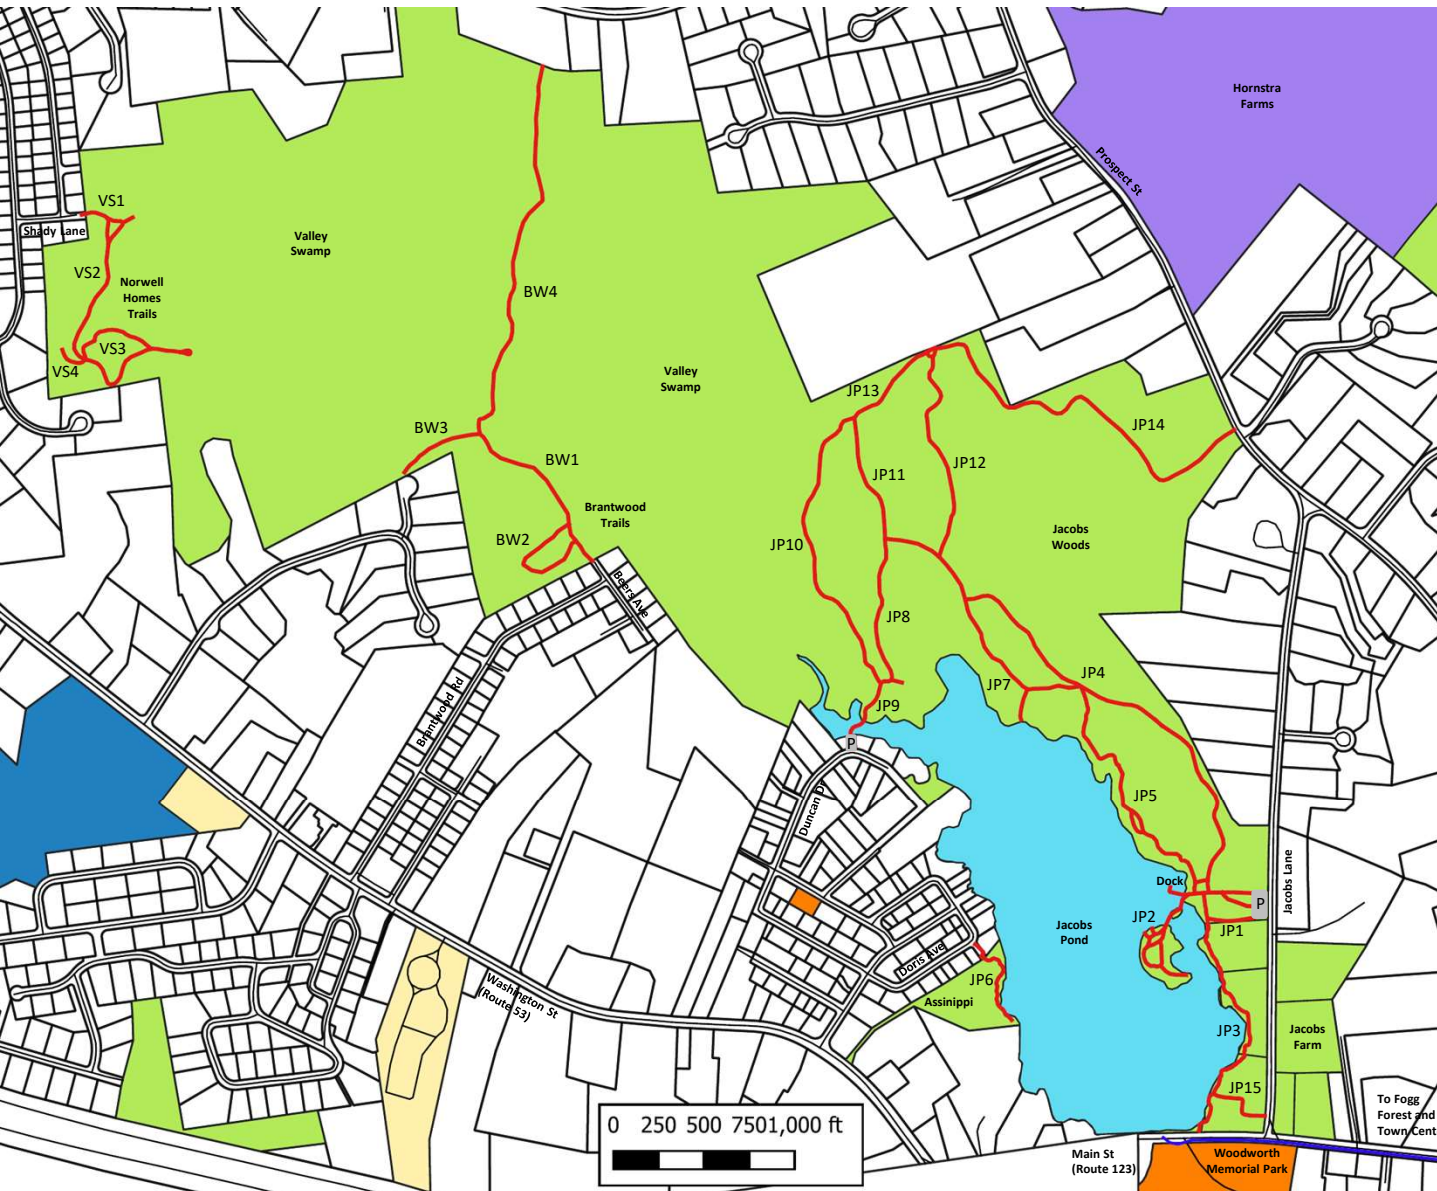 Hornstra
Farms
Prospect St
VS1
Shady Lane
Valley
Swamp
VS2
Norwell
Homes
Trails
BW4
VS3
VS4
Valley
Swamp
JP13
BW3
JP14
BW1
JP12
JP11
Brantwood
Trails
BW2
JP10
Jacobs
Woods
Beers Ave
JP8
JP4
JP7
JP9
Brantwood Rd
P
JP5
Duncan Dr
Jacobs Lane
Dock
P
JP2
Jacobs
Pond
JP1
Doris Ave
JP6
Washington St
(Route 53)
Assinippi
JP3
Jacobs
Farm
JP15
To Fogg
Forest and
Town Cent
0 250 500 7501,000 ft
Main St
(Route 123)
Woodworth
Memorial Park